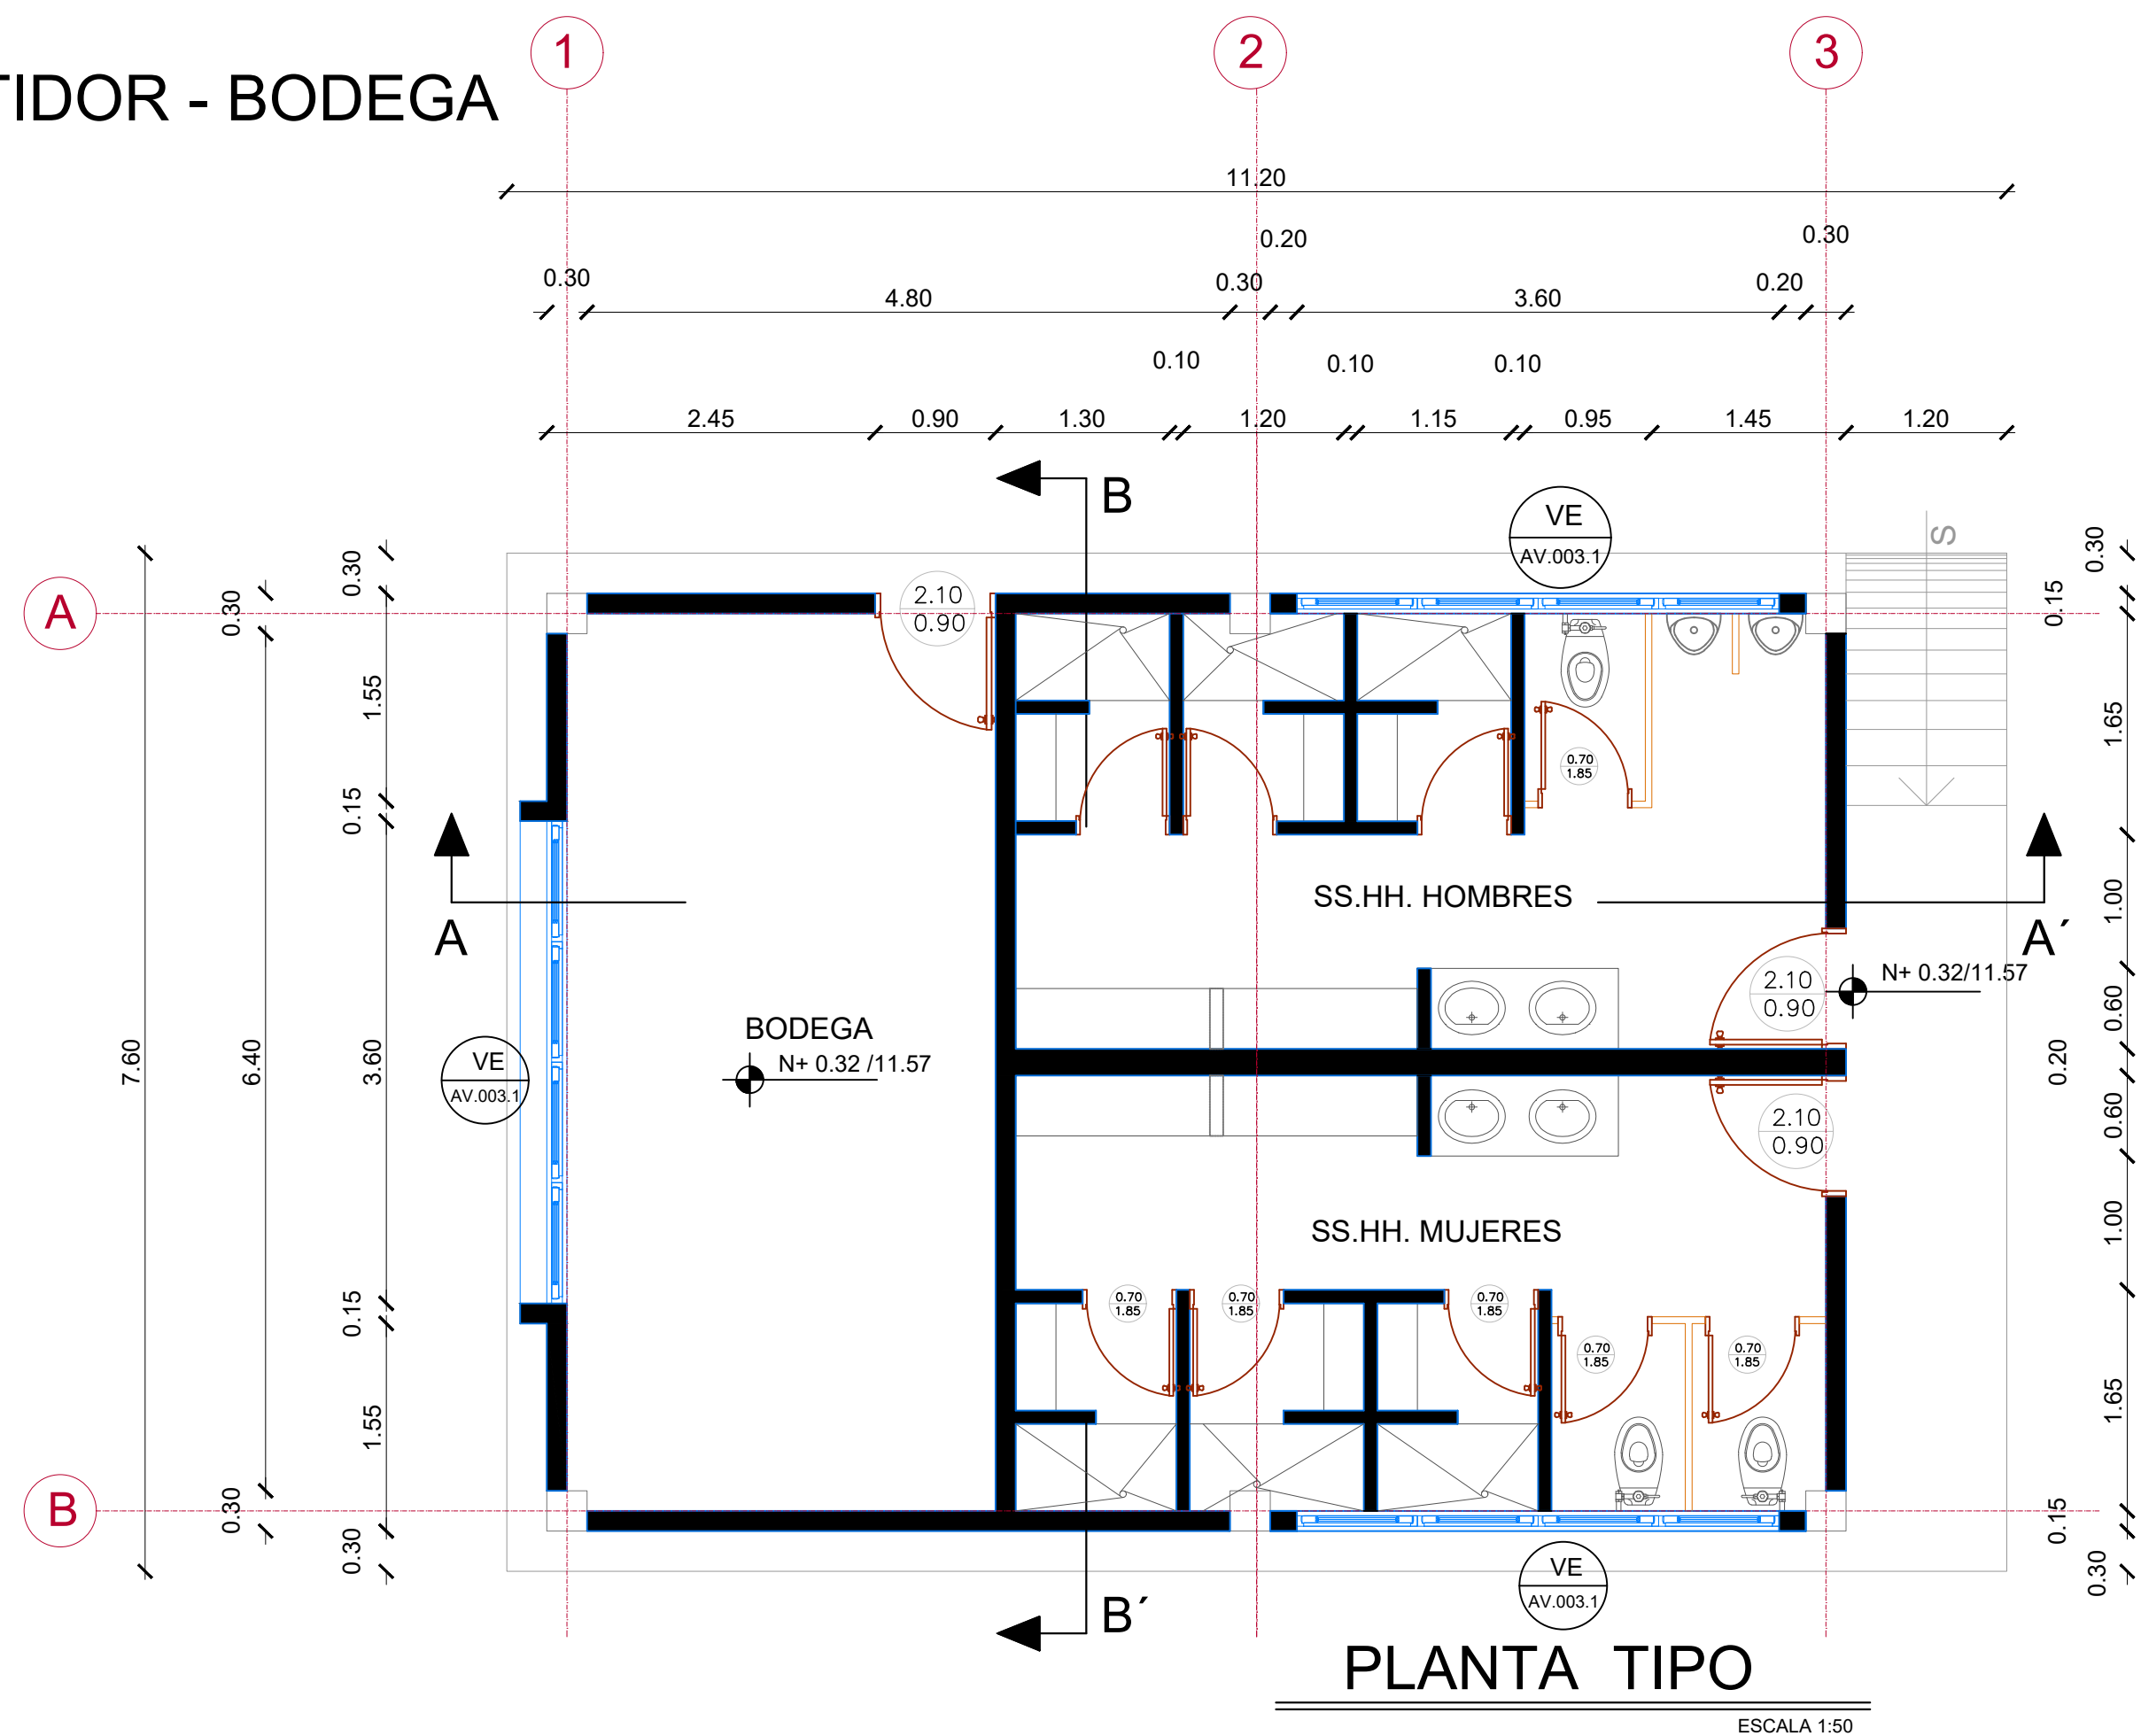 1
2
3
TIDOR - BODEGA
11.20
0.20
0.30
0.30
4.80
0.30
3.60
0.20
0.10
0.10
0.10
2.45
0.90
1.30
1.20
1.15
0.95
1.45
1.20
B
VE
AV.003.1
S
A
0.30
0.30
2.10
0.90
0.30
0.15
1.55
0.70
1.85
1.65
0.15
A
SS.HH. HOMBRES
A´
1.00
N+ 0.32/11.57
2.10
0.90
0.60
BODEGA
N+ 0.32 /11.57
7.60
6.40
3.60
VE
AV.003.1
0.20
0.60
2.10
0.90
SS.HH. MUJERES
1.00
0.15
0.70
1.85
0.70
1.85
0.70
1.85
0.70
1.85
0.70
1.85
1.55
1.65
B
0.30
0.30
0.15
0.30
VE
AV.003.1
B´
PLANTA TIPO
ESCALA 1:50